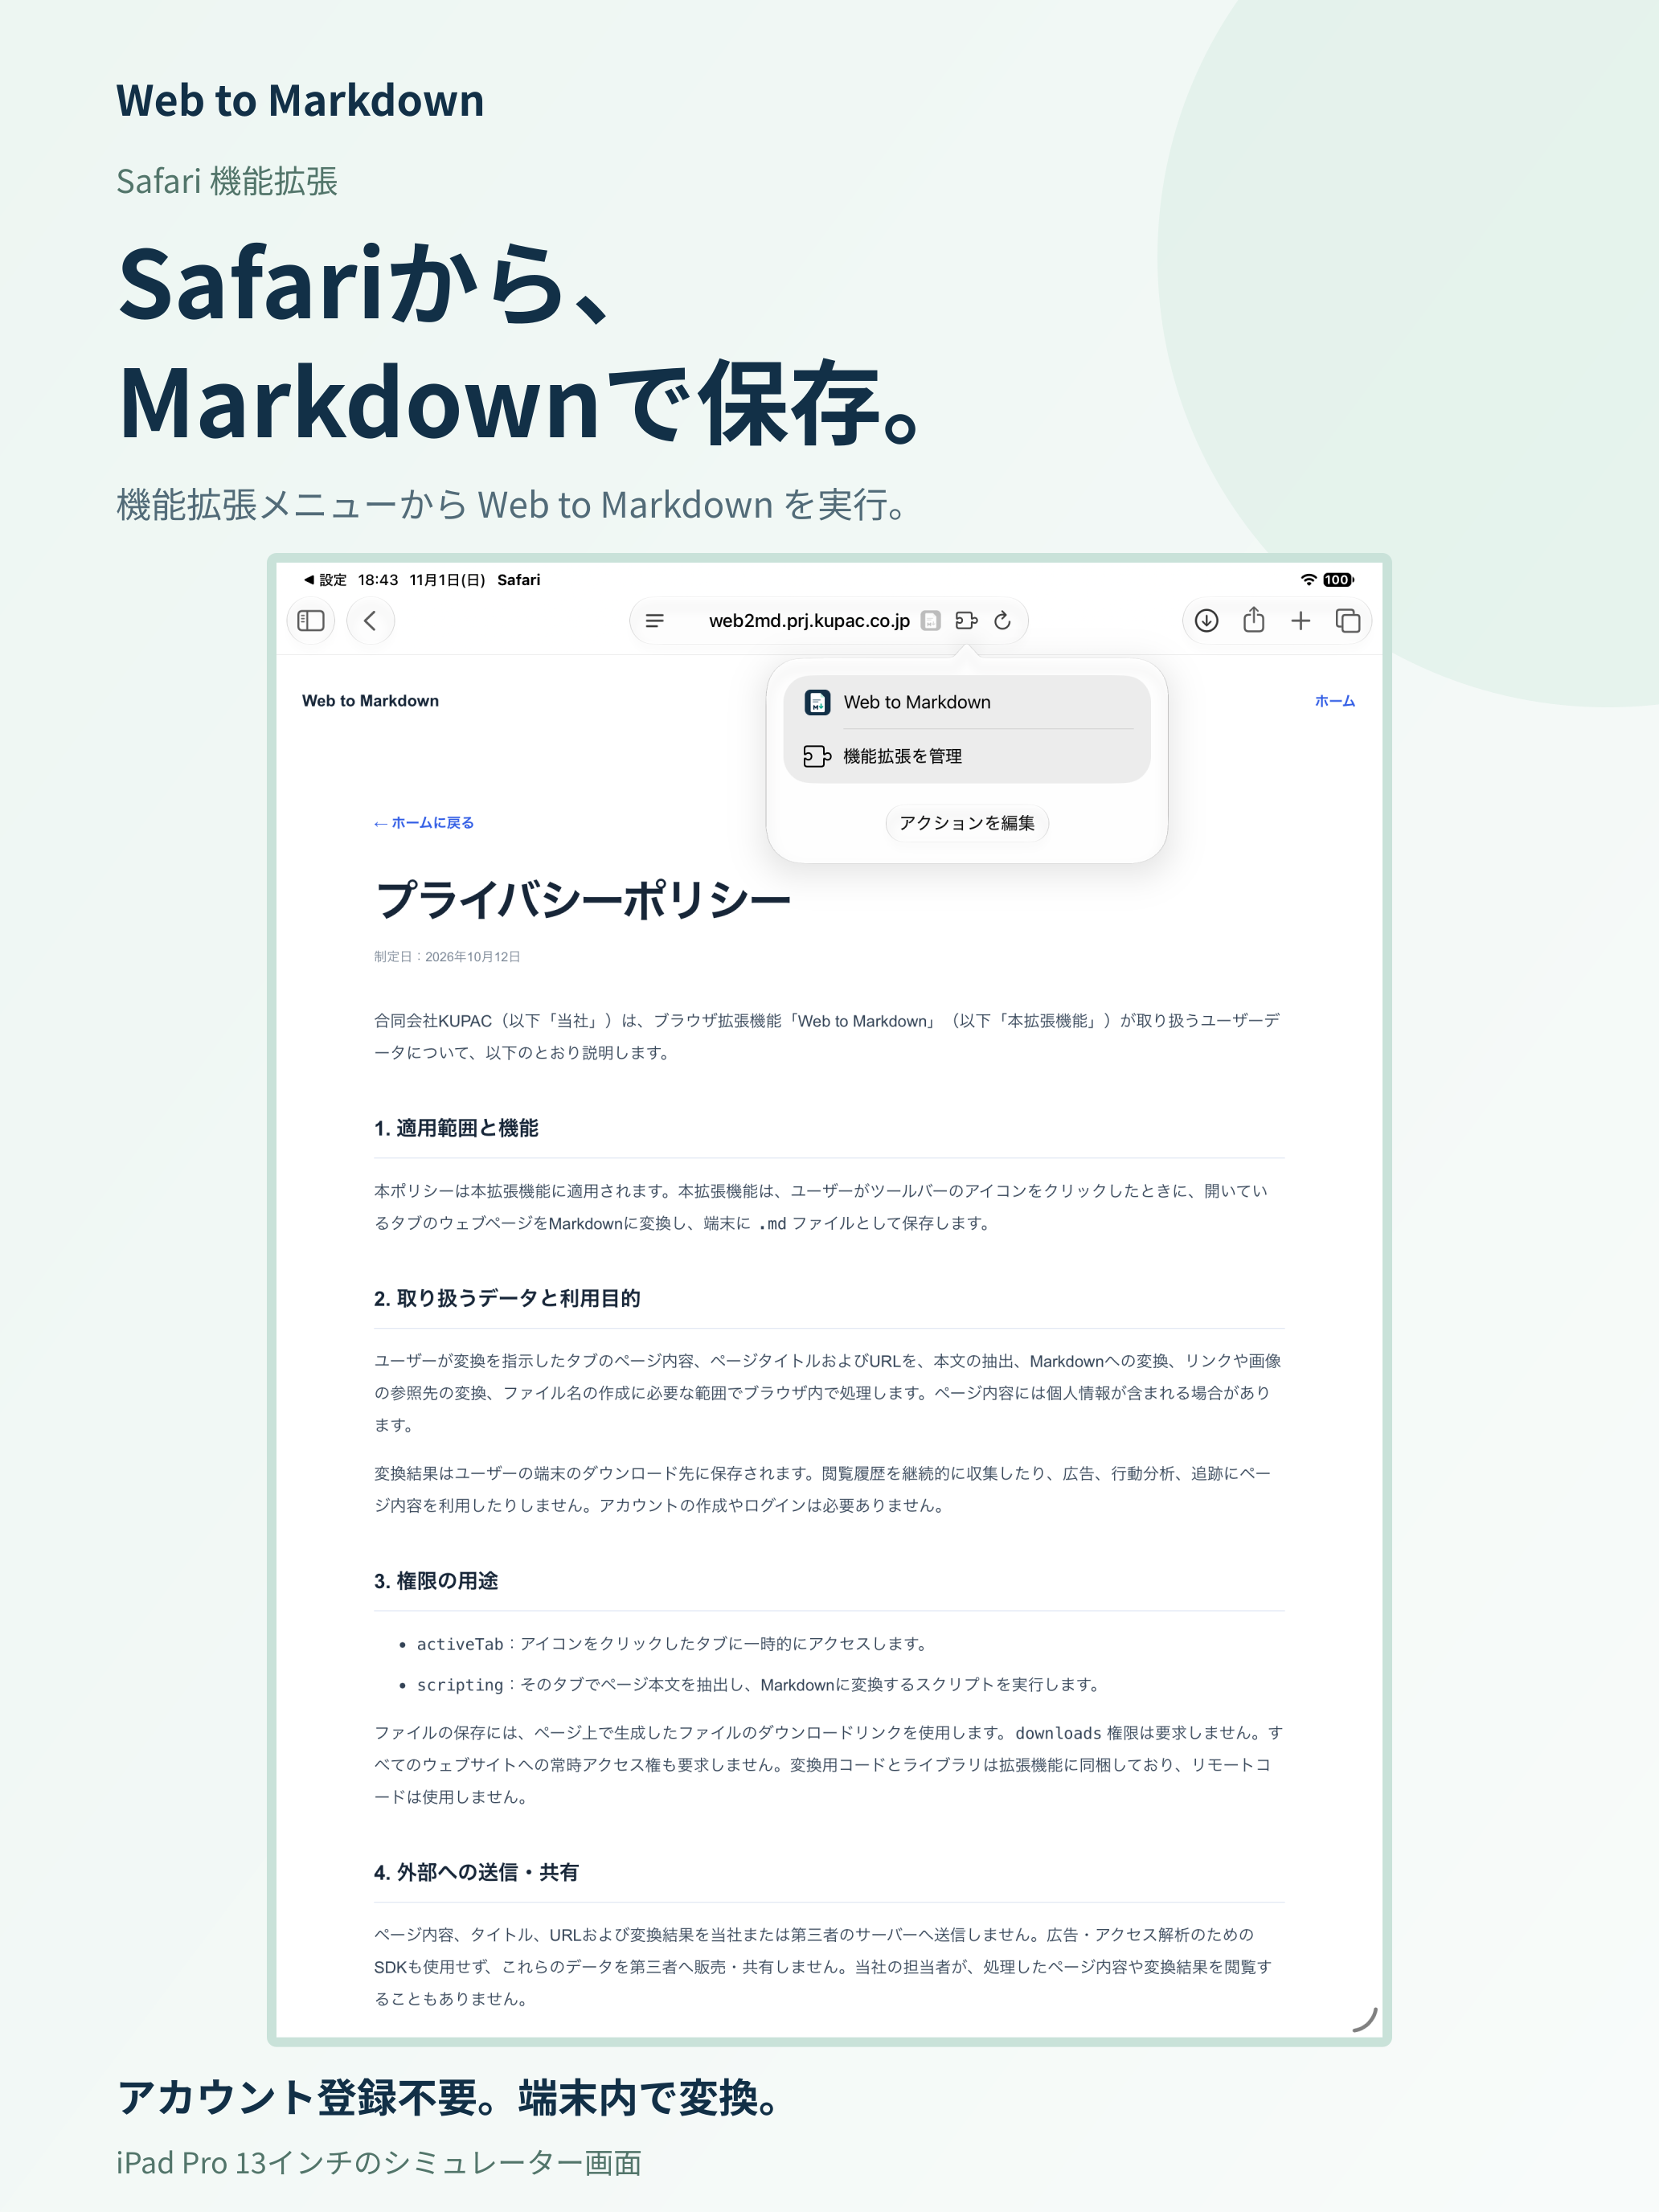 Web to Markdown
Safari 機能拡張
Safariから、
Markdownで保存。
機能拡張メニューから Web to Markdown を実行。
◀ 設定 18:43 11月1日(日) Safari 100
web2md.prj.kupac.co.jp
Web to Markdown
ホーム
Web to Markdown
機能拡張を管理
アクションを編集
← ホームに戻る
プライバシーポリシー
制定日：2026年10月12日
合同会社KUPAC（以下「当社」）は、ブラウザ拡張機能「Web to Markdown」（以下「本拡張機能」）が取り扱うユーザーデ
ータについて、以下のとおり説明します。
1. 適用範囲と機能
本ポリシーは本拡張機能に適用されます。本拡張機能は、ユーザーがツールバーのアイコンをクリックしたときに、開いてい
るタブのウェブページをMarkdownに変換し、端末に .md ファイルとして保存します。
2. 取り扱うデータと利用目的
ユーザーが変換を指示したタブのページ内容、ページタイトルおよびURLを、本文の抽出、Markdownへの変換、リンクや画像
の参照先の変換、ファイル名の作成に必要な範囲でブラウザ内で処理します。ページ内容には個人情報が含まれる場合があり
ます。
変換結果はユーザーの端末のダウンロード先に保存されます。閲覧履歴を継続的に収集したり、広告、行動分析、追跡にペー
ジ内容を利用したりしません。アカウントの作成やログインは必要ありません。
3. 権限の用途
• activeTab：アイコンをクリックしたタブに一時的にアクセスします。
• scripting：そのタブでページ本文を抽出し、Markdownに変換するスクリプトを実行します。
ファイルの保存には、ページ上で生成したファイルのダウンロードリンクを使用します。downloads 権限は要求しません。す
べてのウェブサイトへの常時アクセス権も要求しません。変換用コードとライブラリは拡張機能に同梱しており、リモートコ
ードは使用しません。
4. 外部への送信・共有
ページ内容、タイトル、URLおよび変換結果を当社または第三者のサーバーへ送信しません。広告・アクセス解析のための
SDKも使用せず、これらのデータを第三者へ販売・共有しません。当社の担当者が、処理したページ内容や変換結果を閲覧す
ることもありません。
アカウント登録不要。端末内で変換。
iPad Pro 13インチのシミュレーター画面